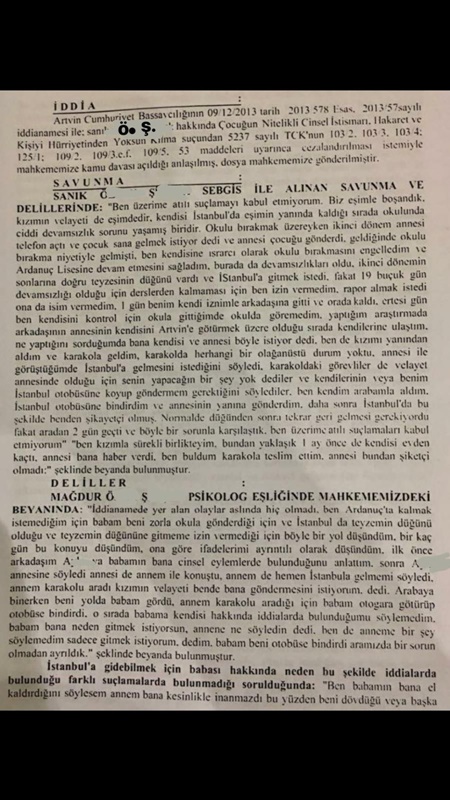 İDDİA :
Artvin Cumhuriyet Başsavcılığının 09/12/2013 tarih 2013/578 Esas, 2013/57sayılı
iddianamesi ile; sanık Ö. Ş. hakkında Çocuğun Nitelikli Cinsel İstismarı, Hakaret ve
Kişiyi Hürriyetinden Yoksun Kılma suçundan 5237 sayılı TCK'nın 103/2, 103/3, 103/4;
125/1; 109/2, 109/3.e.f, 109/5, 53 maddeleri uyarınca cezalandırılması istemiyle
mahkememize kamu davası açıldığı anlaşılmış, dosya mahkememize gönderilmiştir.
SAVUNMA :
SANIK Ö Ş SEBGİS İLE ALINAN SAVUNMA VE
DELİLLERİNDE: "Ben üzerime atılı suçlamayı kabul etmiyorum. Biz eşimle boşandık,
kızımın velayeti de eşimdedir, kendisi İstanbul'da eşimin yanında kaldığı sırada okulunda
ciddi devamsızlık sorunu yaşamış biridir. Okulu bırakmak üzereyken ikinci dönem annesi
telefon açtı ve çocuk sana gelmek istiyor dedi ve annesi çocuğu gönderdi, geldiğinde okulu
bırakma niyetiyle gelmişti, ben kendisine ısrarcı olarak okulu bırakmasını engelledim ve
Ardanuç Lisesine devam etmesini sağladım, burada da devamsızlıkları oldu, ikinci dönemin
sonlarına doğru teyzesinin düğünü vardı ve İstanbul'a gitmek istedi, fakat 19 buçuk gün
devamsızlığı olduğu için derslerden kalmaması için ben izin vermedim, rapor almak istedi
ona da isim vermedim, 1 gün benim kendi iznimle arkadaşına gitti ve orada kaldı, ertesi gün
ben kendisini kontrol için okula gittiğimde okulda göremedim, yaptığım araştırmada
arkadaşının annesinin kendisini Artvin'e götürmek üzere olduğu sırada kendilerine ulaştım,
ne yaptığını sorduğumda bana kendisi ve annesi böyle istiyor dedi, ben de kızımı yanından
aldım ve karakola geldim, karakolda herhangi bir olağanüstü durum yoktu, annesi ile
görüştüğümde İstanbul'a gelmesini istediğini söyledi, karakoldaki görevliler de velayet
annesinde olduğu için senin yapacağın bir şey yok dediler ve kendilerinin veya benim
İstanbul otobüsüne koyup göndermem gerektiğini söylediler, ben kendim arabamla aldım,
İstanbul otobüsüne bindirdim ve annesinin yanına gönderdim, daha sonra İstanbul'da bu
şekilde benden şikayetçi olmuş, Normalde düğünden sonra tekrar geri gelmesi gerekiyordu
fakat aradan 2 gün geçti ve böyle bir sorunla karşılaştık, ben üzerime atılı suçlamaları kabul
etmiyorum" "ben kızımla sürekli birlikteyim, bundan yaklaşık 1 ay önce de kendisi evden
kaçtı, annesi bana haber verdi, ben buldum karakola teslim ettim, annesi bundan şiketçi
olmadı:" şeklinde beyanda bulunmuştur.
DELİLLER :
MAĞDUR Ö Ş PSİKOLOG EŞLİĞİNDE MAHKEMEMİZDEKİ
BEYANINDA: "İddianamede yer alan olaylar aslında hiç olmadı, ben Ardanuç'ta kalmak
istemediğim için babam beni zorla okula gönderdiği için ve İstanbul da teyzemin düğünü
olduğu ve teyzemin düğününe gitmeme izin vermediği için böyle bir yol düşündüm, bir kaç
gün bu konuyu düşündüm, ona göre ifadelerimi ayrıntılı olarak düşündüm, ilk önce
arkadaşım A ya babamın bana cinsel eylemlerde bulunduğunu anlattım, sonra A
annesine söyledi annesi de annem ile konuştu, annem de hemen İstanbula gelmemi söyledi,
annem karakolu aradı kızımın velayeti bende bana göndermesini istiyorum, dedi. Arabaya
binerken beni yolda babam gördü, annem karakolu aradığı için babam otogara götürüp
otobüse bindirdi, o sırada babama kendisi hakkında iddialarda bulunduğumu söylemedim,
babam bana neden gitmek istiyorsun, annene ne söyledin dedi, ben de anneme bir şey
söylemedim sadece gitmek istiyorum, dedim, babam beni otobüse bindirdi aramızda bir sorun
olmadan ayrıldık," şeklinde beyanda bulunmuştur.
İstanbul'a gidebilmek için babası hakkında neden bu şekilde iddialarda
bulunduğu farklı suçlamalarda bulunmadığı sorulduğunda: "Ben babamın bana el
kaldırdığını söylesem annem bana kesinlikle inanmazdı bu yüzden beni dövdüğü veya başka